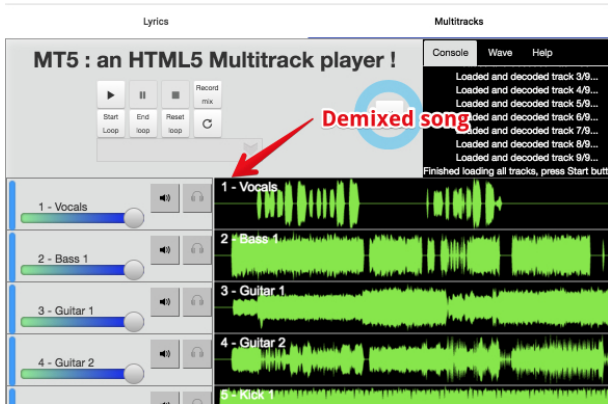 Lyrics
Multitracks
MT5 : an HTML5 Multitrack player !
Console Wave Help
Record mix
Start Loop
End loop
Reset loop
C
Loaded and decoded track 3/9...
Loaded and decoded track 4/9...
Loaded and decoded track 5/9...
Loaded and decoded track 6/9...
Loaded and decoded track 7/9...
Loaded and decoded track 8/9...
Loaded and decoded track 9/9...
Finished loading all tracks, press Start butt
Demixed song
1 - Vocals
1 - Vocals
2 - Bass 1
2 - Bass 1
3 - Guitar 1
3 - Guitar 1
4 - Guitar 2
4 - Guitar 2
5 - Kick 1